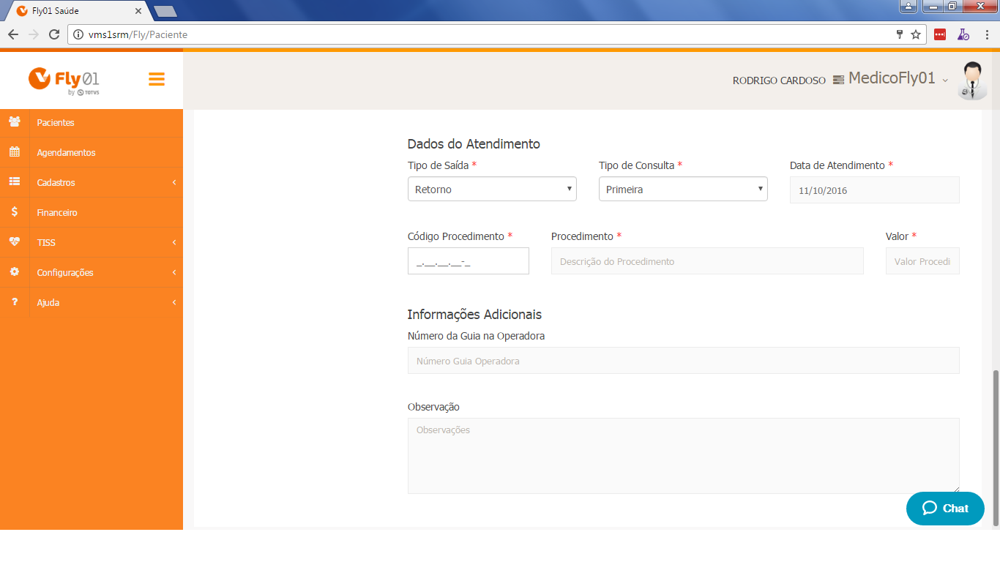 Fly01 Saúde
vms1srm/Fly/Paciente
Fly01
by TOTVS
RODRIGO CARDOSO MedicoFly01
Pacientes
Agendamentos
Cadastros
Financeiro
TISS
Configurações
Ajuda
Dados do Atendimento
Tipo de Saída * Tipo de Consulta * Data de Atendimento *
Retorno Primeira 11/10/2016
Código Procedimento * Procedimento * Valor *
_.__.__.__-_ Descrição do Procedimento Valor Procedi
Informações Adicionais
Número da Guia na Operadora
Número Guia Operadora
Observação
Observações
Chat